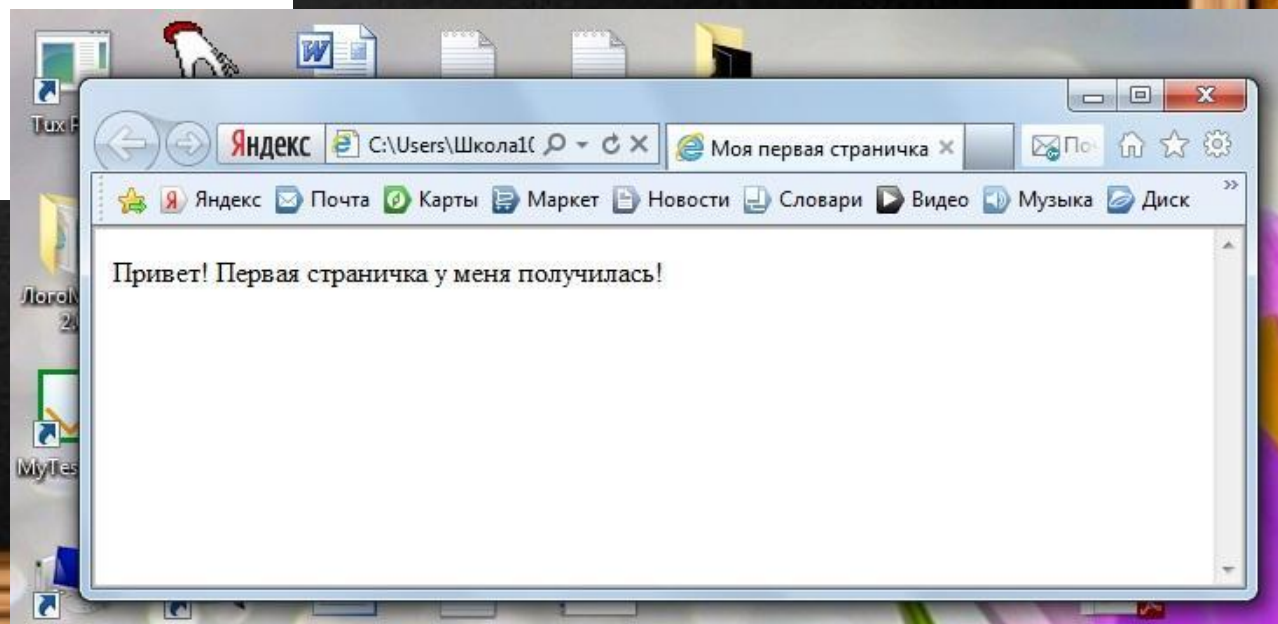 Tux
Яндекс C:\Users\Школа10 Моя первая страничка
Яндекс Почта Карты Маркет Новости Словари Видео Музыка Диск
Привет! Первая страничка у меня получилась!
MyTes